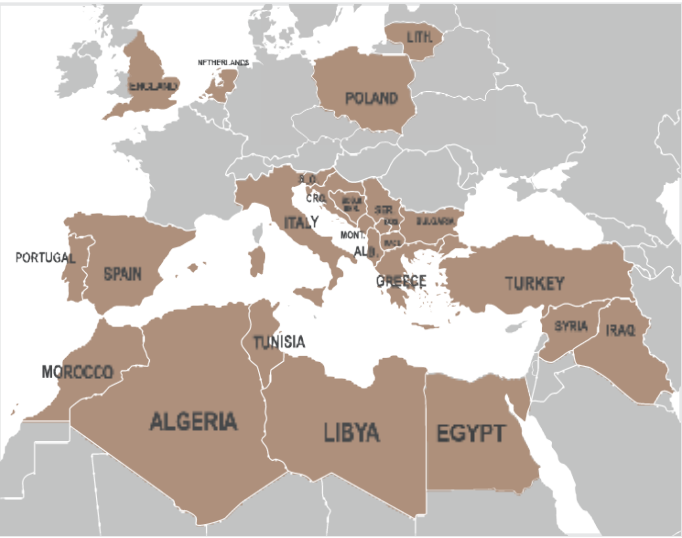 LITH.
NETHERLANDS
ENGLAND
POLAND
CRO.
SER.
BULGARIA
ITALY
MONT.
ALB.
PORTUGAL
SPAIN
GREECE
TURKEY
SYRIA
IRAQ
TUNISIA
MOROCCO
ALGERIA
LIBYA
EGYPT